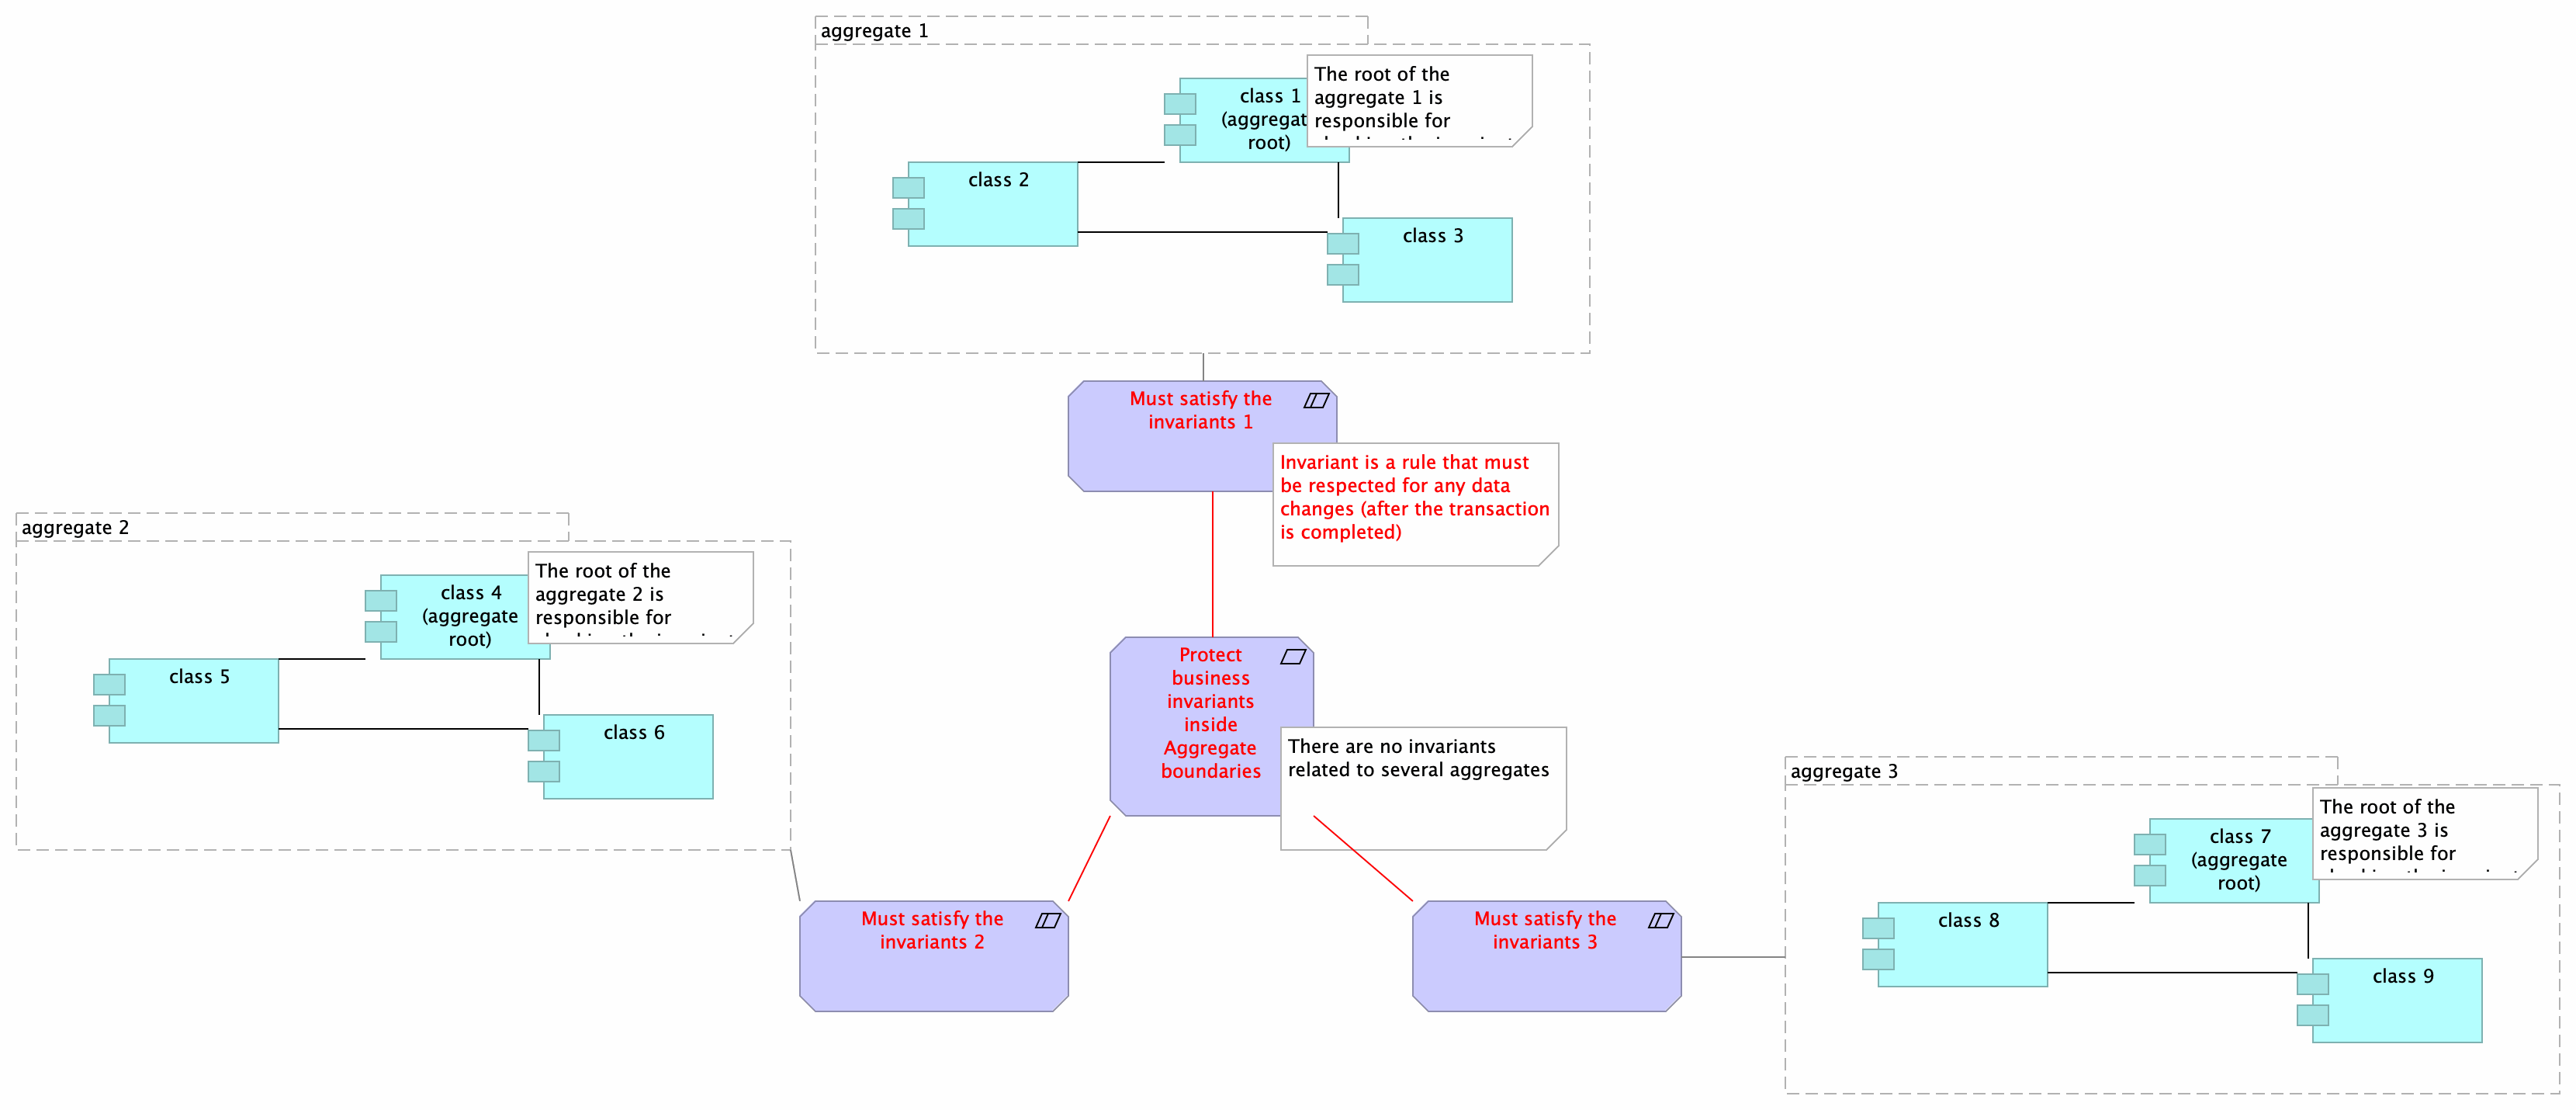 aggregate 1
The root of the
aggregate 1 is
responsible for
class 1
(aggregat
root)
class 2
class 3
Must satisfy the
invariants 1
Invariant is a rule that must
be respected for any data
changes (after the transaction
is completed)
aggregate 2
The root of the
aggregate 2 is
responsible for
class 4
(aggregate
root)
class 5
class 6
Protect
business
invariants
inside
Aggregate
boundaries
There are no invariants
related to several aggregates
aggregate 3
The root of the
aggregate 3 is
responsible for
class 7
(aggregate
root)
class 8
class 9
Must satisfy the
invariants 2
Must satisfy the
invariants 3